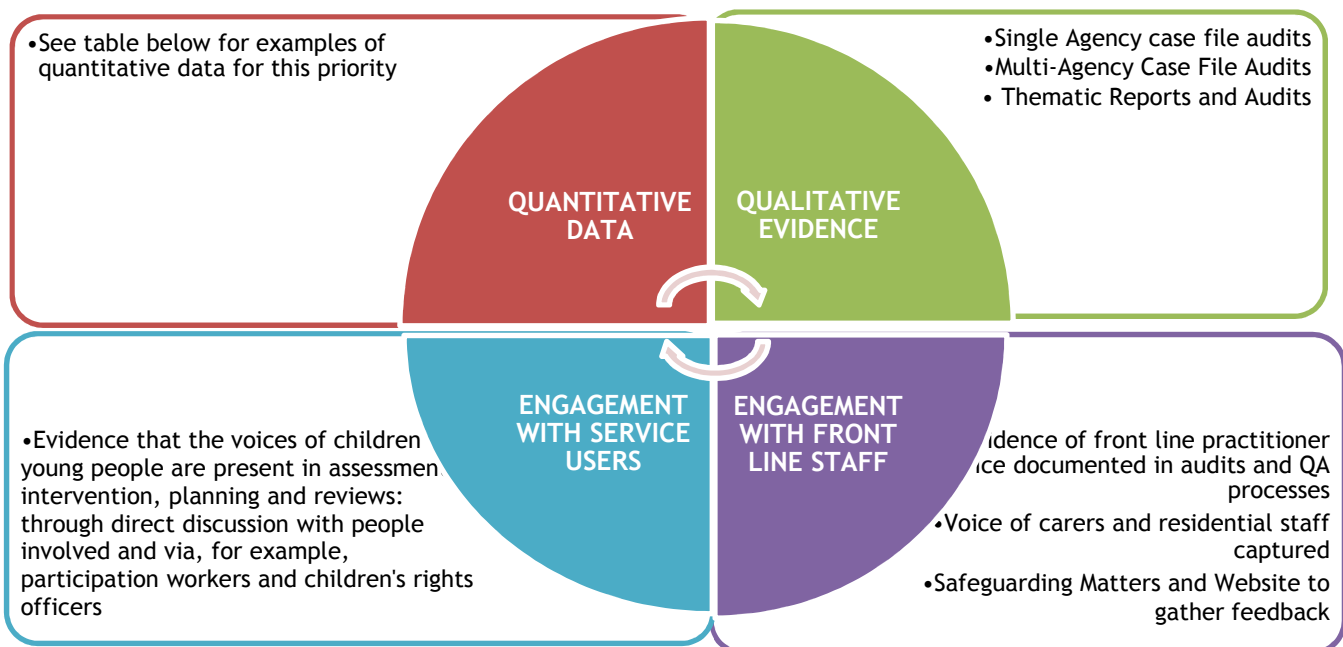 •See table below for examples of
quantitative data for this priority
•Single Agency case file audits
•Multi-Agency Case File Audits
• Thematic Reports and Audits
QUANTITATIVE
DATA
QUALITATIVE
EVIDENCE
ENGAGEMENT
WITH SERVICE
USERS
ENGAGEMENT
WITH FRONT
LINE STAFF
•Evidence that the voices of children
young people are present in
intervention, planning and reviews:
through direct discussion with people
involved and via, for example,
participation workers and children's rights
officers
of front line practitioner
documented in audits and QA
processes
•Voice of carers and residential staff
captured
•Safeguarding Matters and Website to
gather feedback